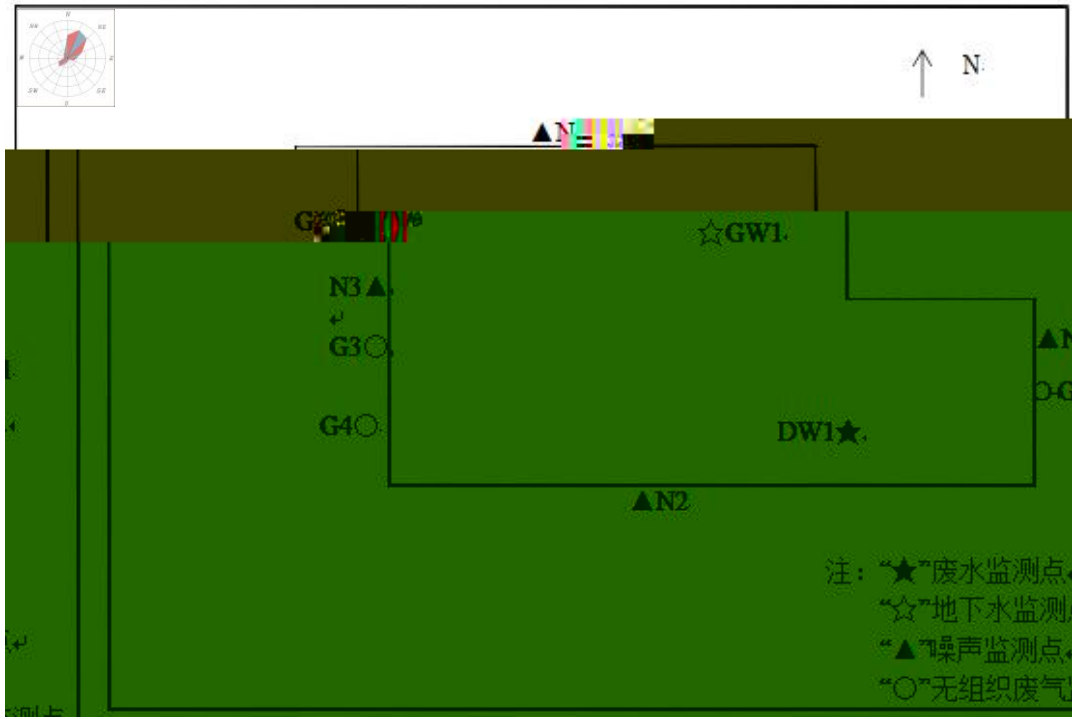 N
▲N
☆GW1
N3▲
G3○
G4○
▲N
○G
DW1★
▲N2
注：“★”废水监测点
“☆”地下水监测
“▲”噪声监测点
“○”无组织废气